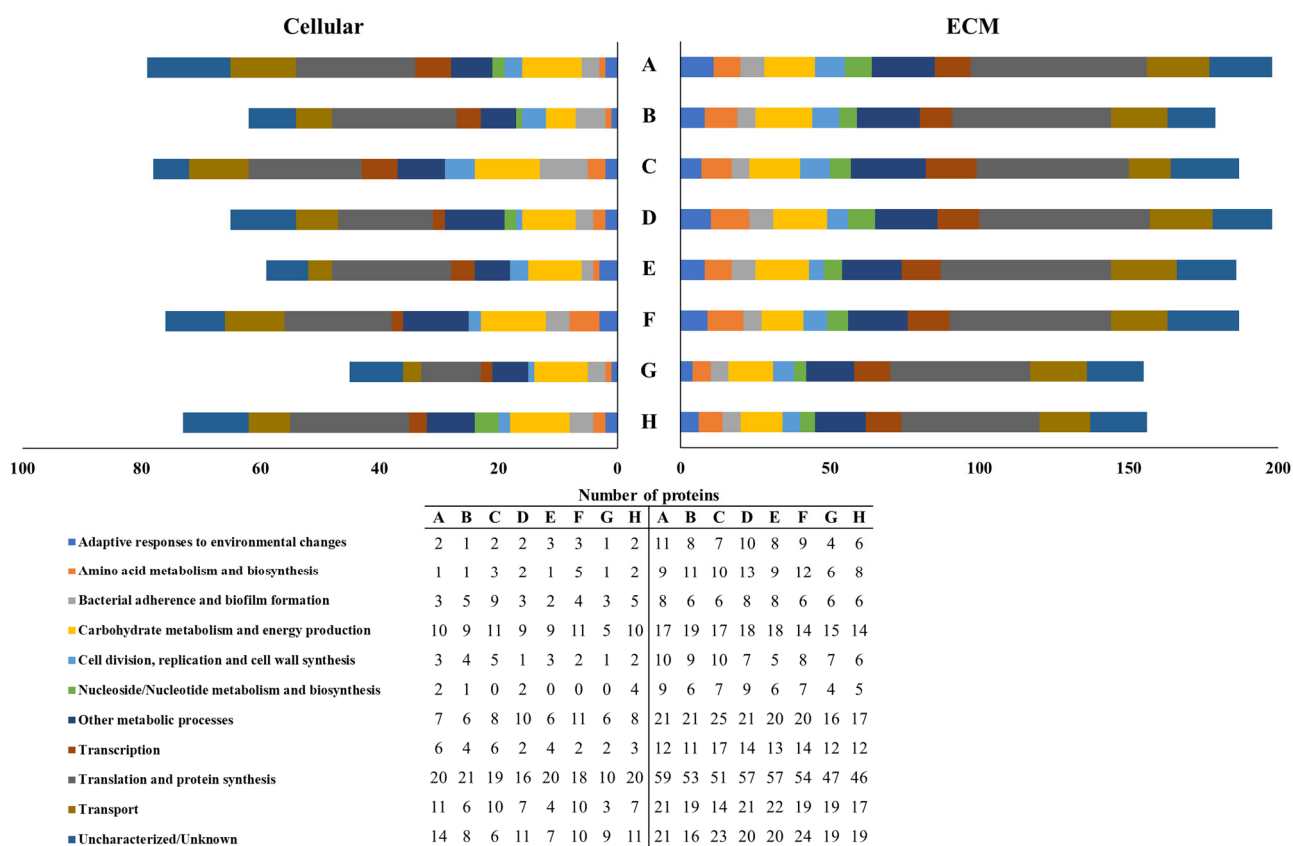 Cellular ECM
A
B
C
D
E
F
G
H
100 80 60 40 20 0 0 50 100 150 200
Number of proteins
A B C D E F G H A B C D E F G H
Adaptive responses to environmental changes 2 1 2 2 3 3 1 2 11 8 7 10 8 9 4 6
Amino acid metabolism and biosynthesis 1 1 3 2 1 5 1 2 9 11 10 13 9 12 6 8
Bacterial adherence and biofilm formation 3 5 9 3 2 4 3 5 8 6 6 8 8 6 6 6
Carbohydrate metabolism and energy production 10 9 11 9 9 11 5 10 17 19 17 18 18 14 15 14
Cell division, replication and cell wall synthesis 3 4 5 1 3 2 1 2 10 9 10 7 5 8 7 6
Nucleoside/Nucleotide metabolism and biosynthesis 2 1 0 2 0 0 0 4 9 6 7 9 6 7 4 5
Other metabolic processes 7 6 8 10 6 11 6 8 21 21 25 21 20 20 16 17
Transcription 6 4 6 2 4 2 2 3 12 11 17 14 13 14 12 12
Translation and protein synthesis 20 21 19 16 20 18 10 20 59 53 51 57 57 54 47 46
Transport 11 6 10 7 4 10 3 7 21 19 14 21 22 19 19 17
Uncharacterized/Unknown 14 8 6 11 7 10 9 11 21 16 23 20 20 24 19 19